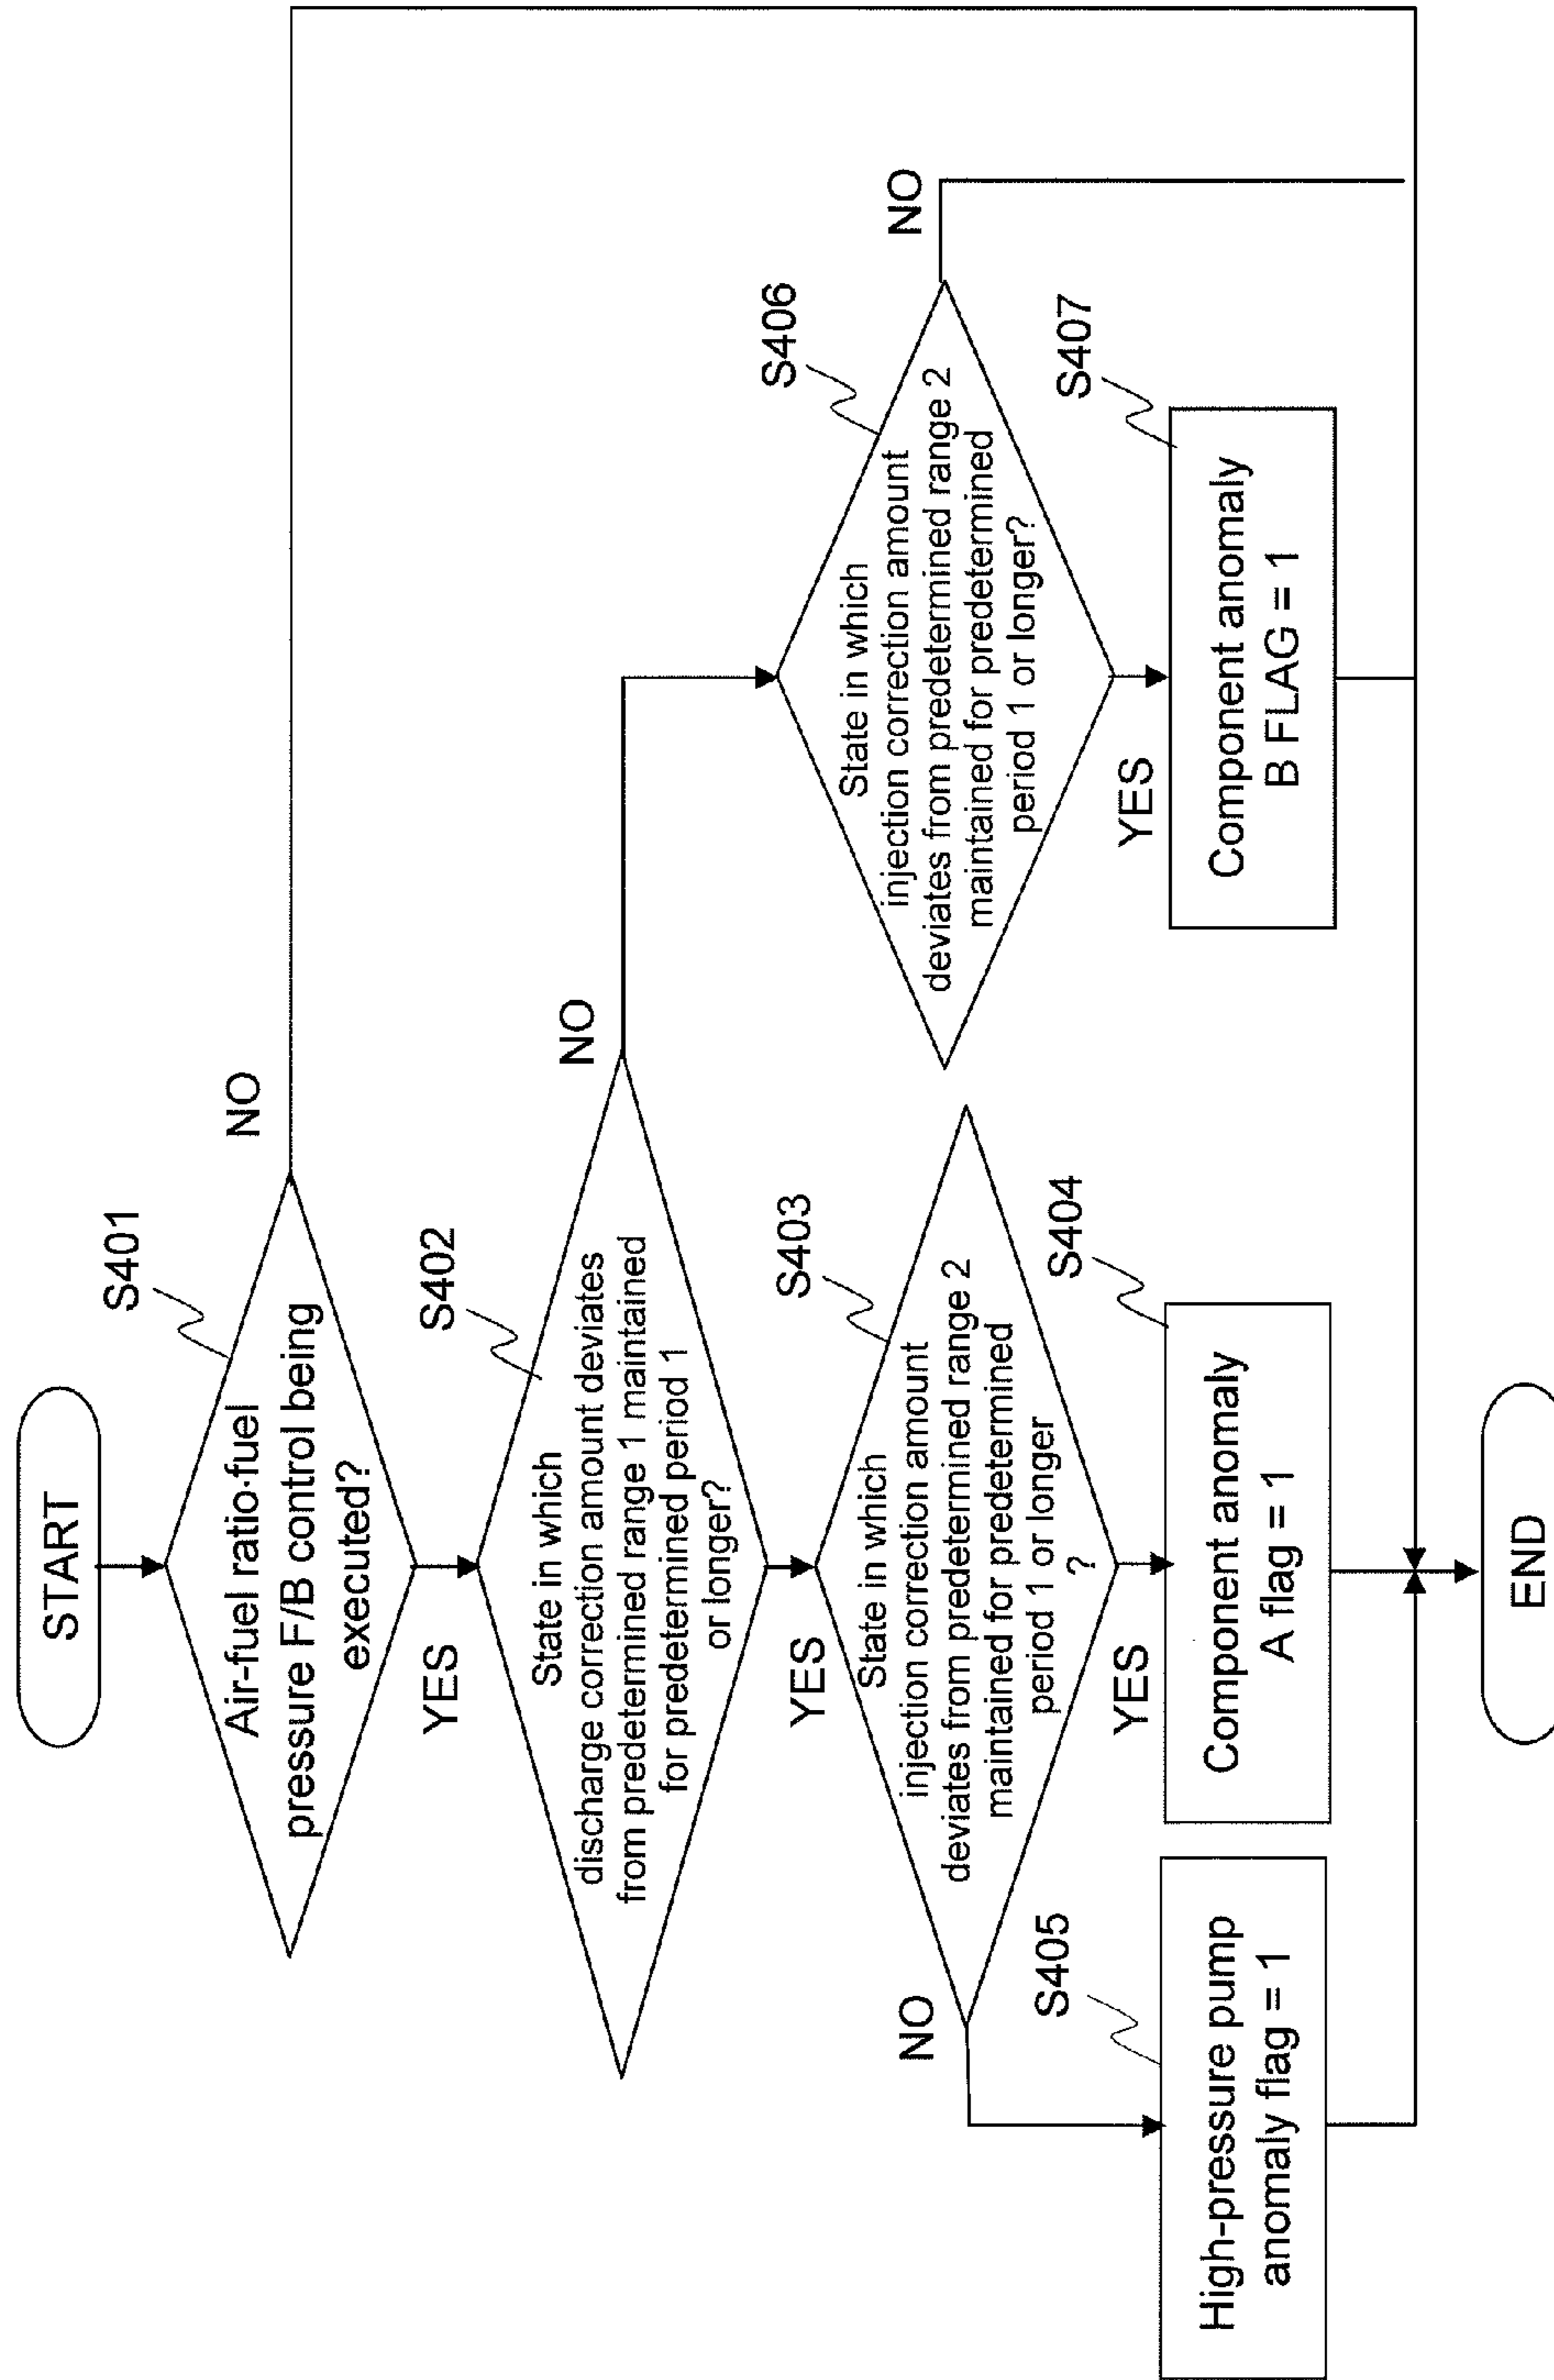 START
S401
Air-fuel ratio·fuel
pressure F/B control being
executed?
NO
YES
S402
State in which
discharge correction amount deviates
from predetermined range 1 maintained
for predetermined period 1
or longer?
NO
YES
S403
State in which
injection correction amount
deviates from predetermined range 2
maintained for predetermined
period 1 or longer
?
NO
YES
S404
Component anomaly
A flag = 1
S405
High-pressure pump
anomaly flag = 1
S406
State in which
injection correction amount
deviates from predetermined range 2
maintained for predetermined
period 1 or longer?
NO
YES
S407
Component anomaly
B FLAG = 1
END